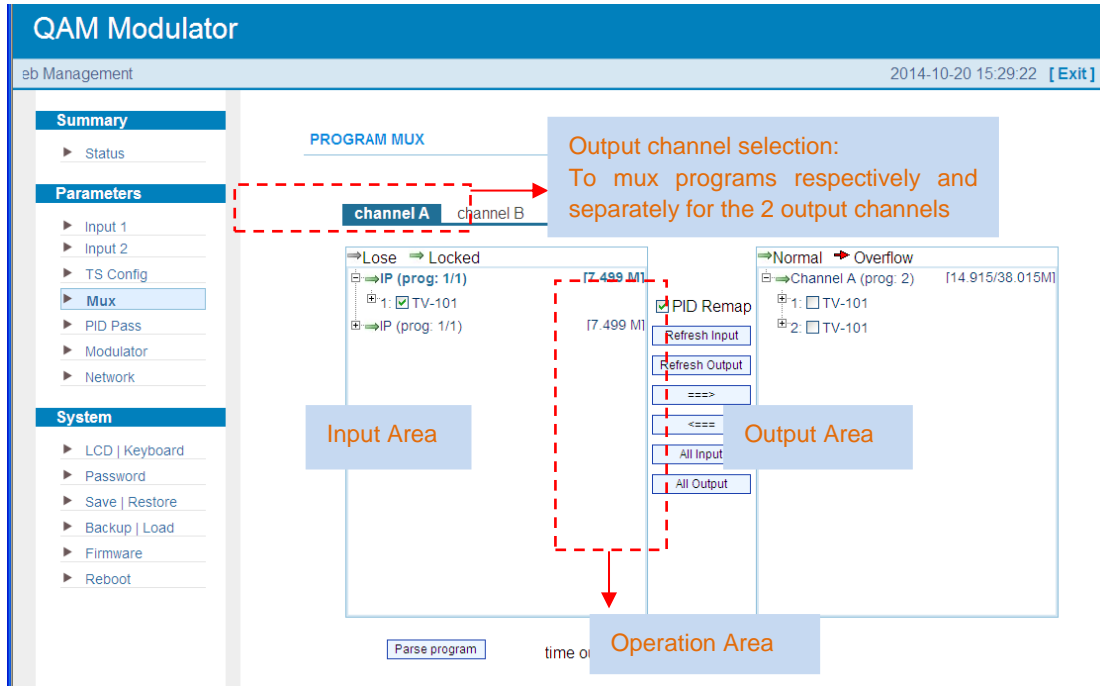 QAM Modulator
eb Management
2014-10-20 15:29:22 [ Exit ]
Summary
Status
Parameters
Input 1
Input 2
TS Config
Mux
PID Pass
Modulator
Network
System
LCD | Keyboard
Password
Save | Restore
Backup | Load
Firmware
Reboot
PROGRAM MUX
Output channel selection:
To mux programs respectively and
separately for the 2 output channels
channel A channel B
Lose Locked
IP (prog: 1/1) [7.499 M]
1: TV-101
IP (prog: 1/1) [7.499 M]
Input Area
PID Remap
Refresh Input
Refresh Output
===>
<===
All Input
All Output
Normal Overflow
Channel A (prog: 2) [14.915/38.015M]
1: TV-101
2: TV-101
Output Area
Parse program
time
Operation Area